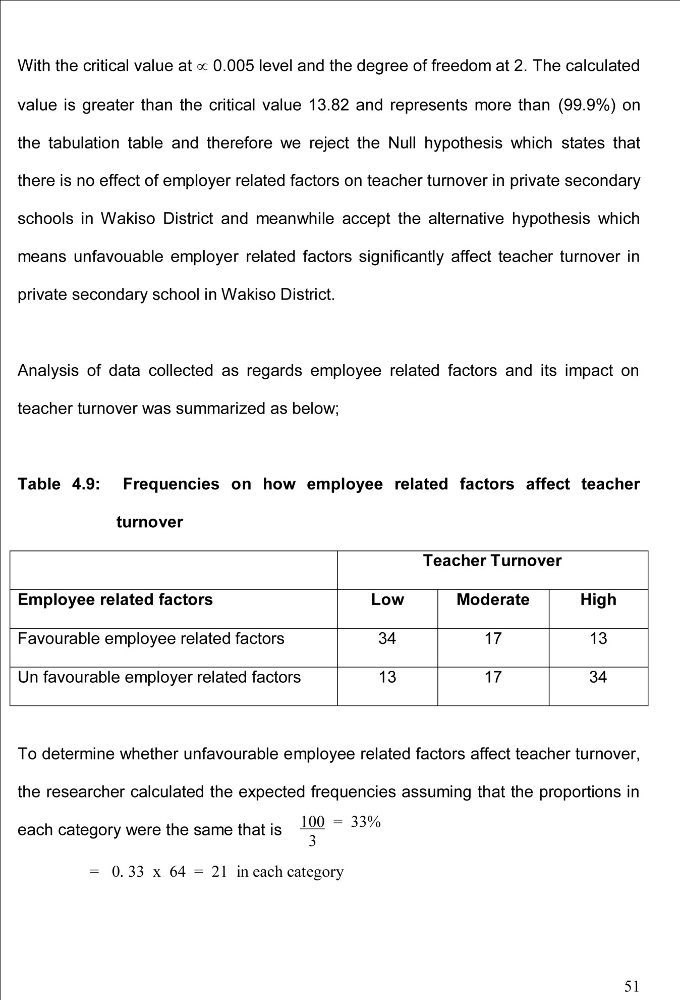 With the critical value at ∝ 0.005 level and the degree of freedom at 2. The calculated
value is greater than the critical value 13.82 and represents more than (99.9%) on
the tabulation table and therefore we reject the Null hypothesis which states that
there is no effect of employer related factors on teacher turnover in private secondary
schools in Wakiso District and meanwhile accept the alternative hypothesis which
means unfavouable employer related factors significantly affect teacher turnover in
private secondary school in Wakiso District.
Analysis of data collected as regards employee related factors and its impact on
teacher turnover was summarized as below;
Table 4.9: Frequencies on how employee related factors affect teacher
turnover
Teacher Turnover
Employee related factors Low Moderate High
Favourable employee related factors 34 17 13
Un favourable employer related factors 13 17 34
To determine whether unfavourable employee related factors affect teacher turnover,
the researcher calculated the expected frequencies assuming that the proportions in
each category were the same that is 100 = 33%
3
= 0. 33 x 64 = 21 in each category
51